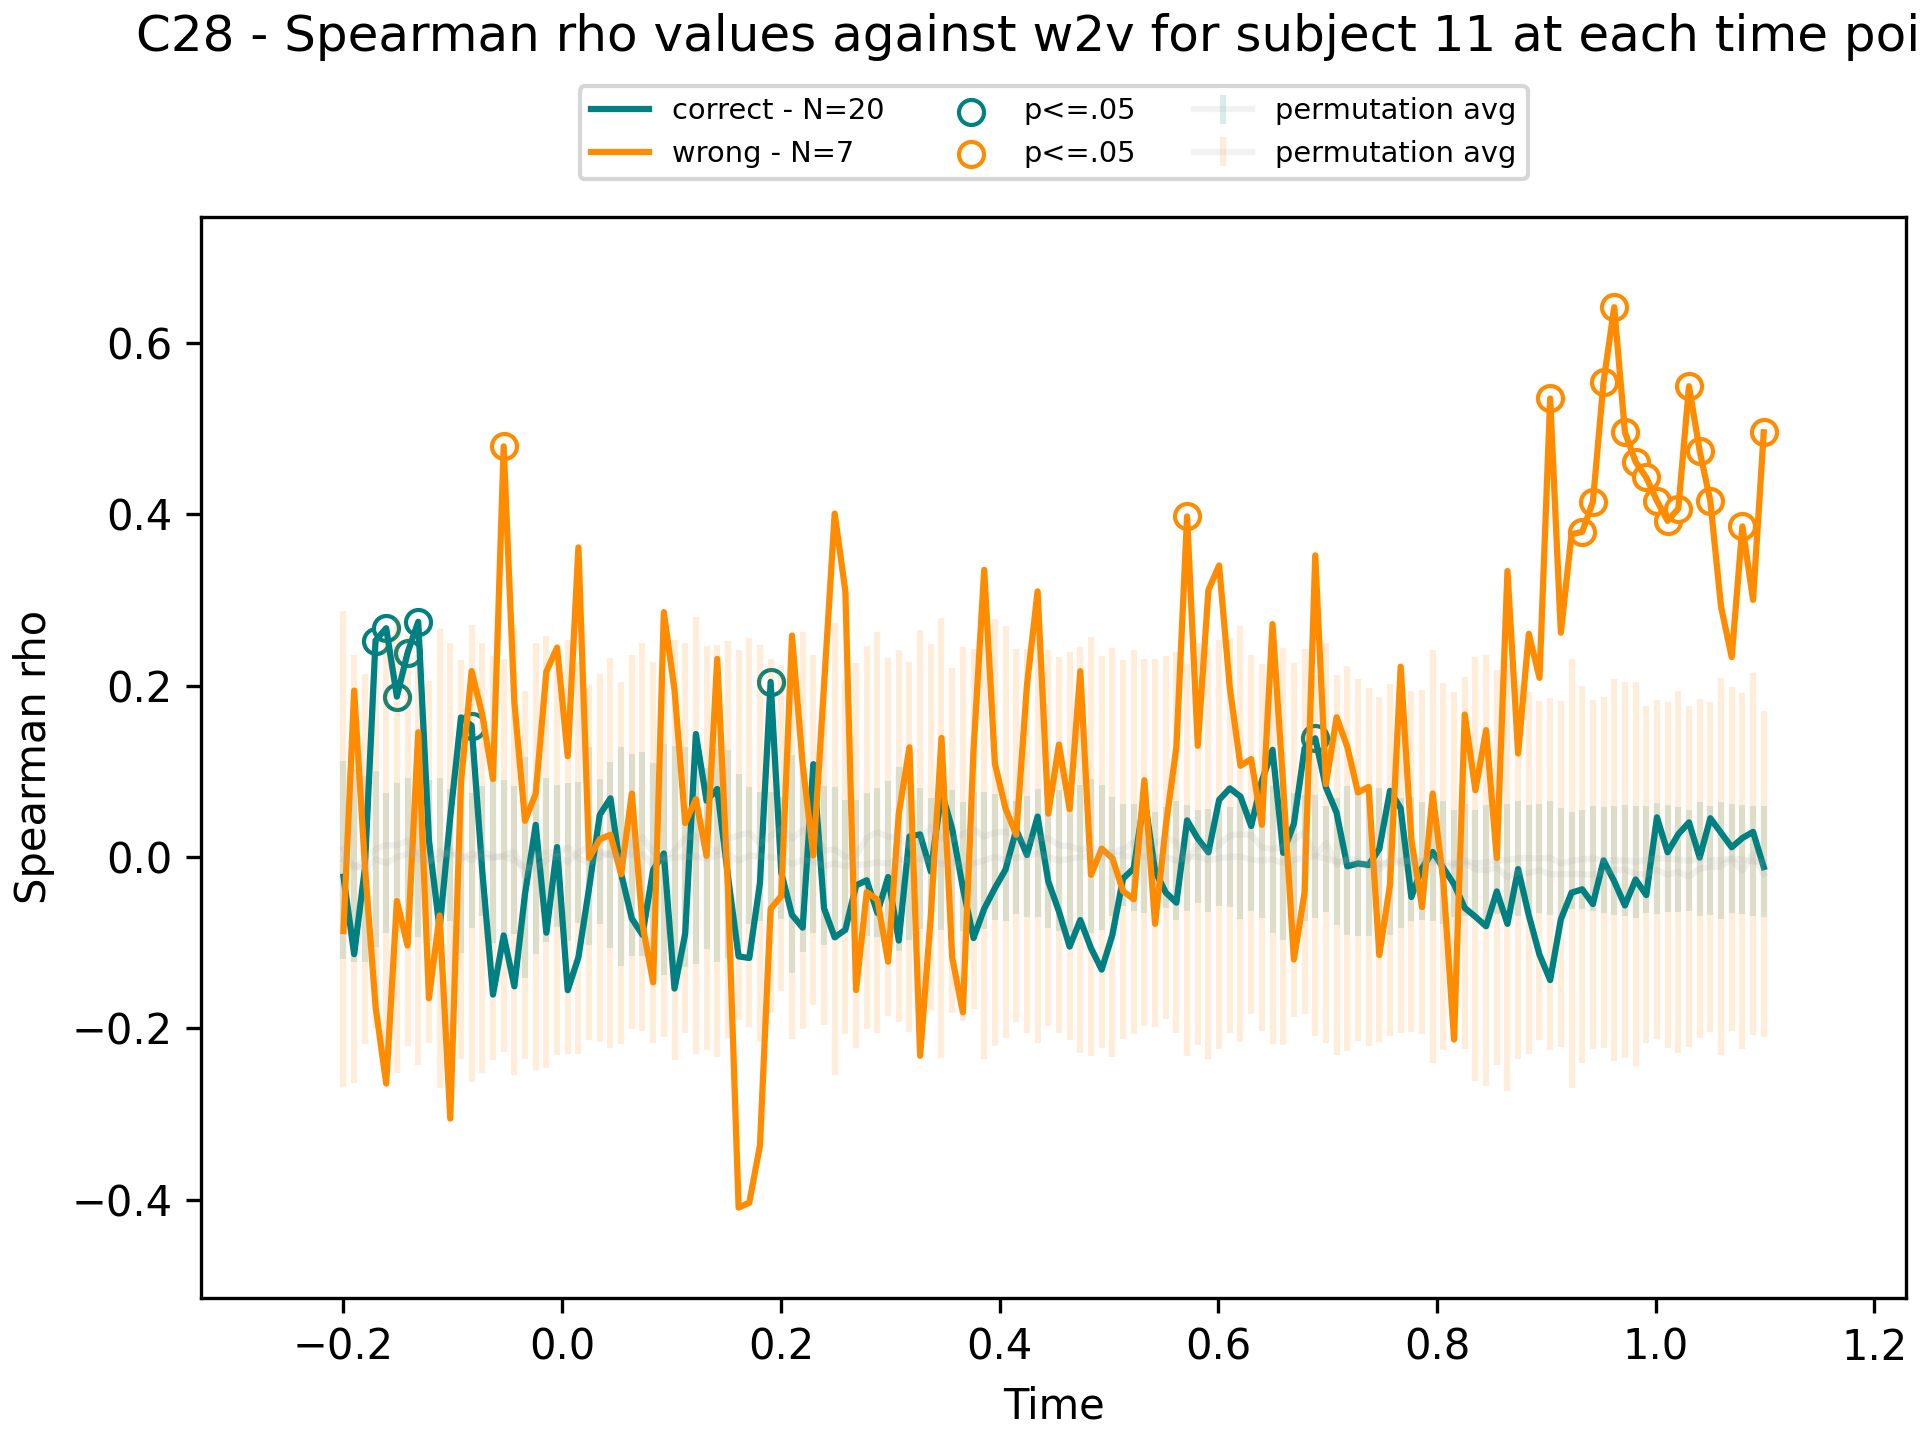 C28 - Spearman rho values against w2v for subject 11 at each time poi
correct - N=20
wrong - N=7
p<=.05
p<=.05
permutation avg
permutation avg
Spearman rho
0.6
0.4
0.2
0.0
−0.2
−0.4
−0.2
0.0
0.2
0.4
0.6
0.8
1.0
1.2
Time